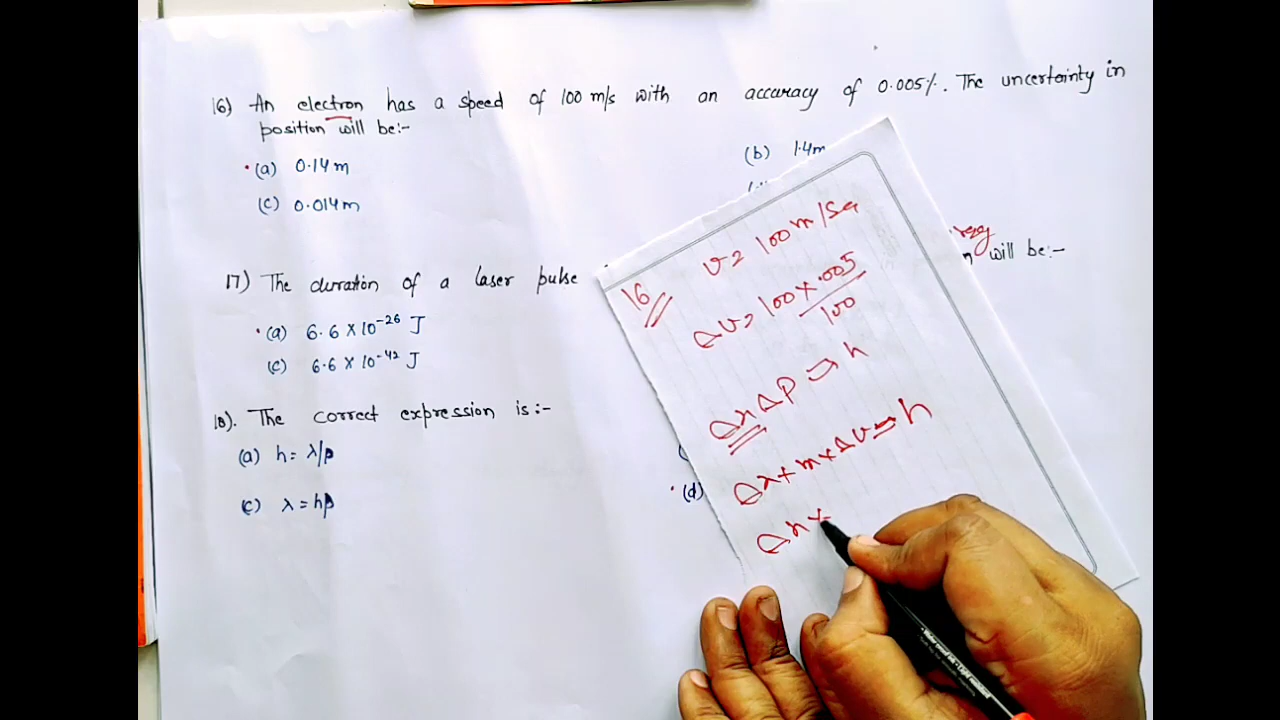 16) An electron has a speed of 100 m/s with an accuracy of 0.005%. The uncertainty in
position will be:-
(a) 0.14 m
(b) 1.4 m
(c) 0.014 m
17) The duration of a laser pulse
will be:-
(a) 6.6 × 10⁻²⁶ J
(c) 6.6 × 10⁻⁴² J
18). The correct expression is:-
(a) h = λ/p
(c) λ = hp
(d)
16
v = 100 m/Sec
Δv = 100 × .005 / 100
Δx ΔP = h
Δx × m × Δv = h
Δx ×